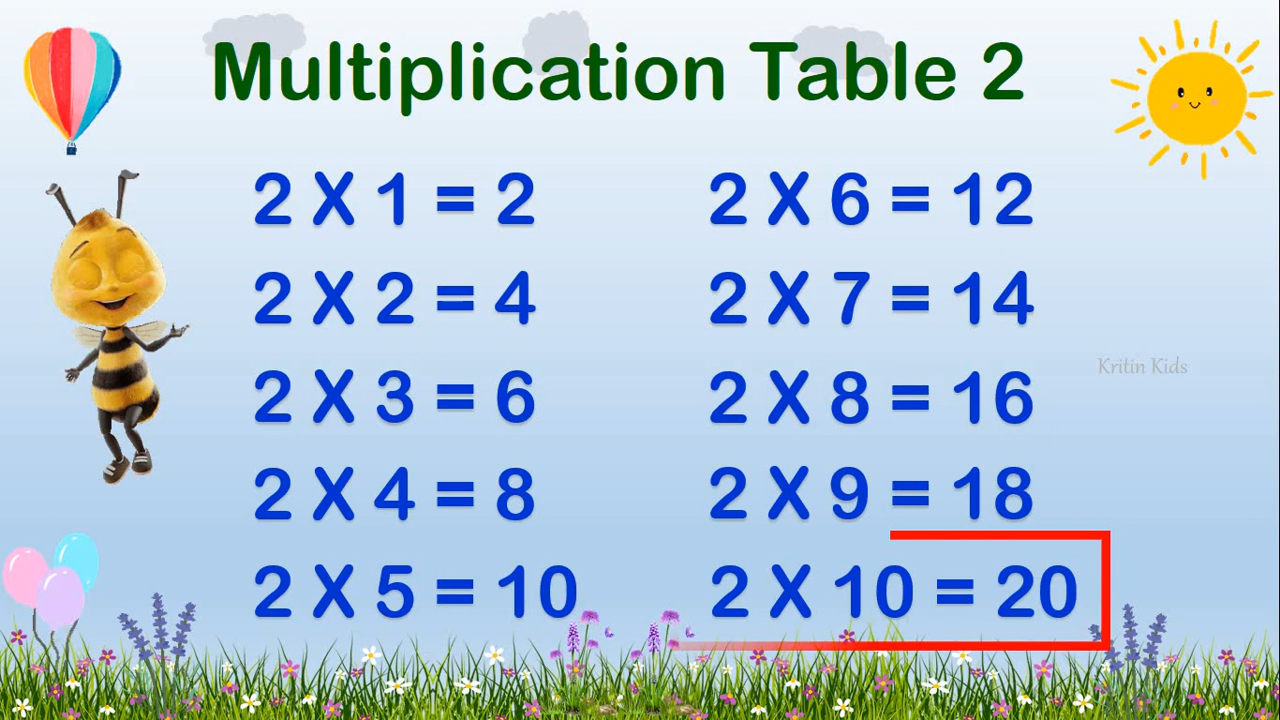 Multiplication Table 2
2 X 1 = 2
2 X 2 = 4
2 X 3 = 6
2 X 4 = 8
2 X 5 = 10
2 X 6 = 12
2 X 7 = 14
2 X 8 = 16
2 X 9 = 18
2 X 10 = 20
Kritin Kids